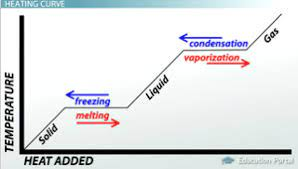 HEATING CURVE
Gas
condensation
vaporization
Liquid
freezing
melting
Solid
TEMPERATURE
HEAT ADDED
Education Portal